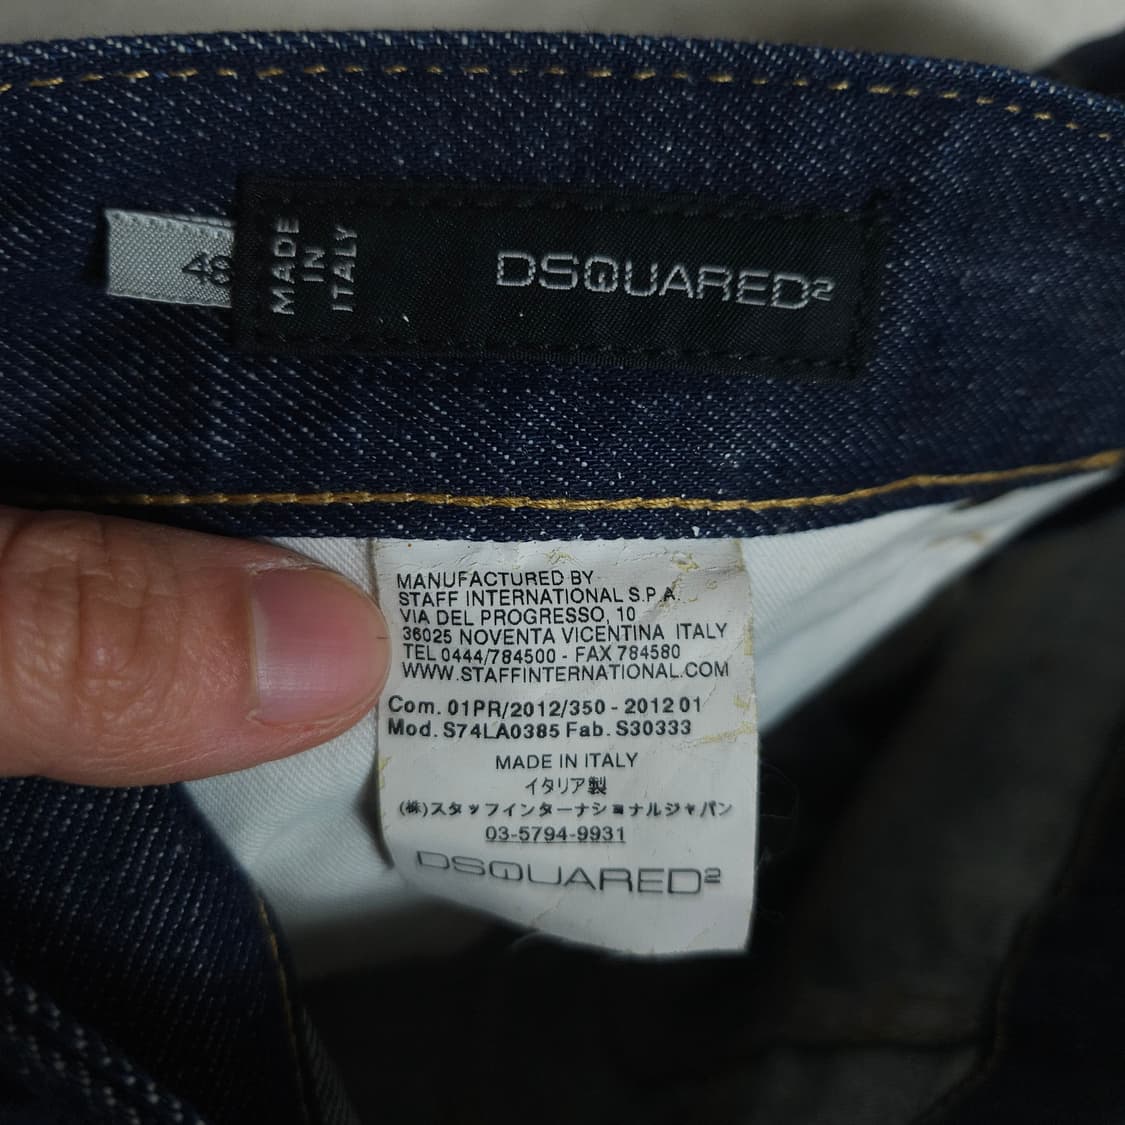 48
MADE
IN
ITALY
DSQUARED2
MANUFACTURED BY
STAFF INTERNATIONAL S.P.A.
VIA DEL PROGRESSO, 10
36025 NOVENTA VICENTINA ITALY
TEL 0444/784500 - FAX 784580
WWW.STAFFINTERNATIONAL.COM
Com. 01PR/2012/350 - 2012 01
Mod. S74LA0385 Fab. S30333
MADE IN ITALY
イタリア製
(株)スタッフインターナショナルジャパン
03-5794-9931
DSQUARED2